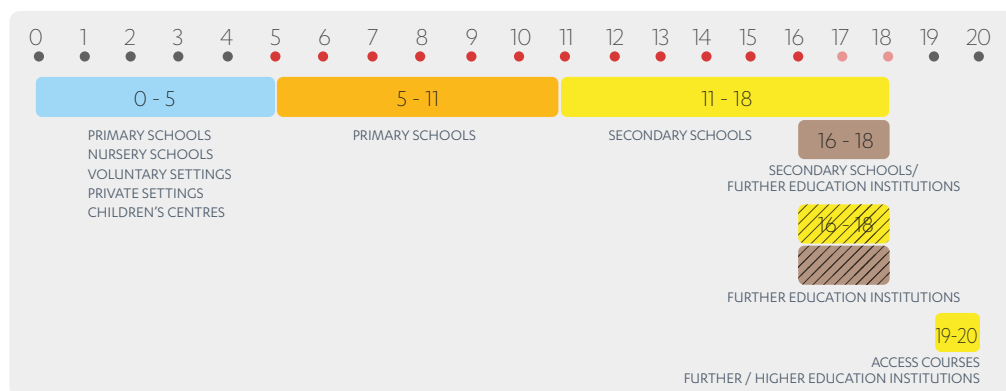 0 1 2 3 4 5 6 7 8 9 10 11 12 13 14 15 16 17 18 19 20
0 - 5
5 - 11
11 - 18
PRIMARY SCHOOLS
NURSERY SCHOOLS
VOLUNTARY SETTINGS
PRIVATE SETTINGS
CHILDREN'S CENTRES
PRIMARY SCHOOLS
SECONDARY SCHOOLS
16 - 18
SECONDARY SCHOOLS/
FURTHER EDUCATION INSTITUTIONS
16 - 18
FURTHER EDUCATION INSTITUTIONS
19-20
ACCESS COURSES
FURTHER / HIGHER EDUCATION INSTITUTIONS